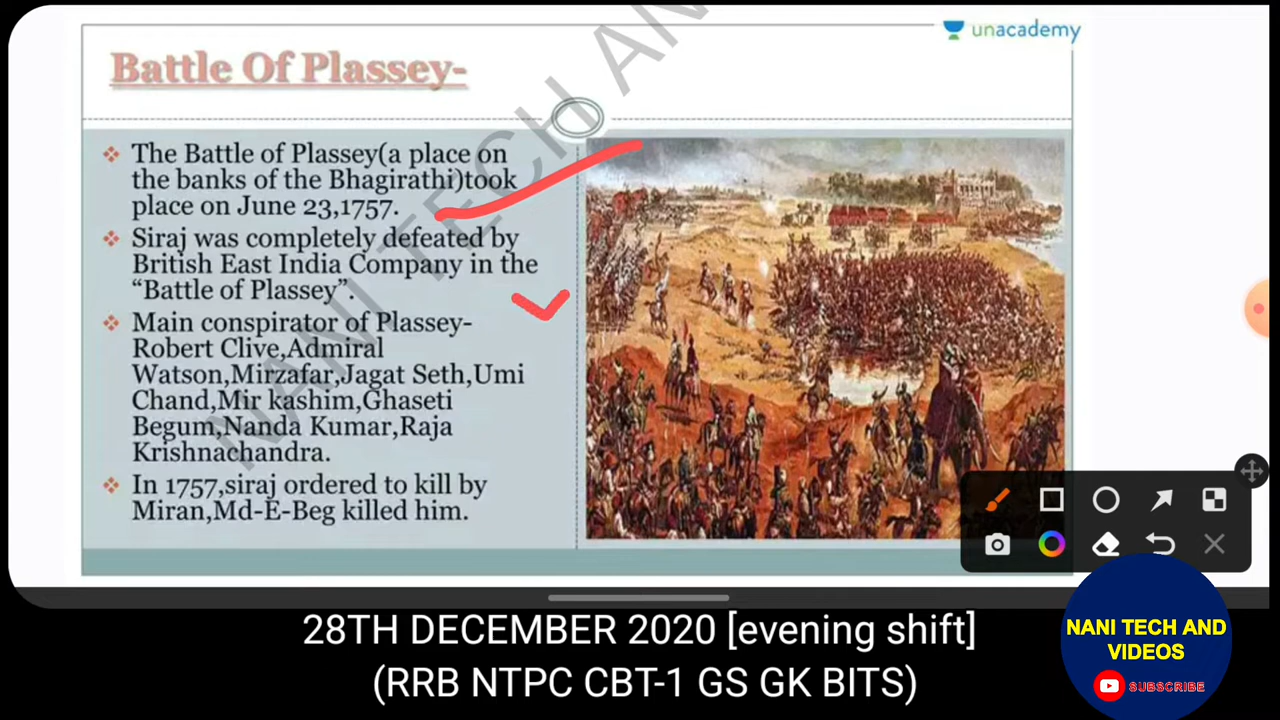 unacademy
Battle Of Plassey-
The Battle of Plassey(a place on
the banks of the Bhagirathi)took
place on June 23,1757.
Siraj was completely defeated by
British East India Company in the
“Battle of Plassey”.
Main conspirator of Plassey-
Robert Clive,Admiral
Watson,Mirzafar,Jagat Seth,Umi
Chand,Mir kashim,Ghaseti
Begum,Nanda Kumar,Raja
Krishnachandra.
In 1757,siraj ordered to kill by
Miran,Md-E-Beg killed him.
NANI TECH AN
28TH DECEMBER 2020 [evening shift]
(RRB NTPC CBT-1 GS GK BITS)
NANI TECH AND
VIDEOS
SUBSCRIBE